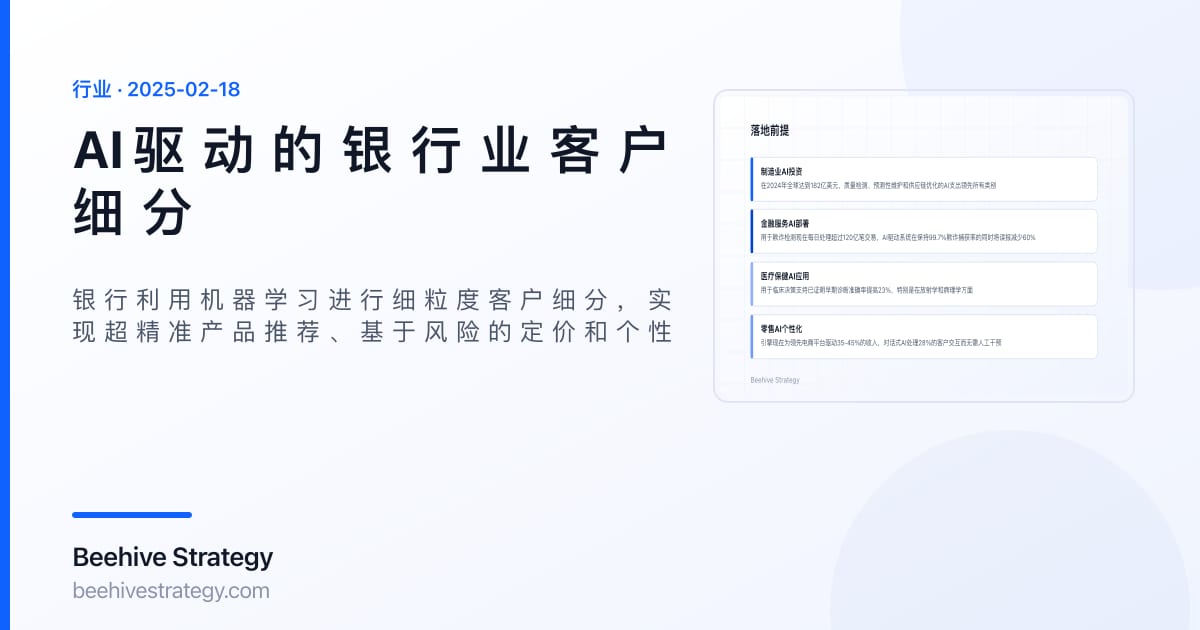 行业 · 2025-02-18
AI驱动的银行业客户
细分
银行利用机器学习进行细粒度客户细分，实
现超精准产品推荐、基于风险的定价和个性
Beehive Strategy
beehivestrategy.com
落地前提
制造业AI投资
在2024年全球达到182亿美元，质量检测、预测性维护和供应链优化的AI支出领先所有类别
金融服务AI部署
用于欺诈检测现在每日处理超过120亿笔交易，AI驱动系统在保持99.7%欺诈捕获率的同时将误报减少60%
医疗保健AI应用
用于临床决策支持已证明早期诊断准确率提高23%，特别是在放射学和病理学方面
零售AI个性化
引擎现在为领先电商平台驱动35-45%的收入，对话式AI处理28%的客户交互而无需人工干预
Beehive Strategy